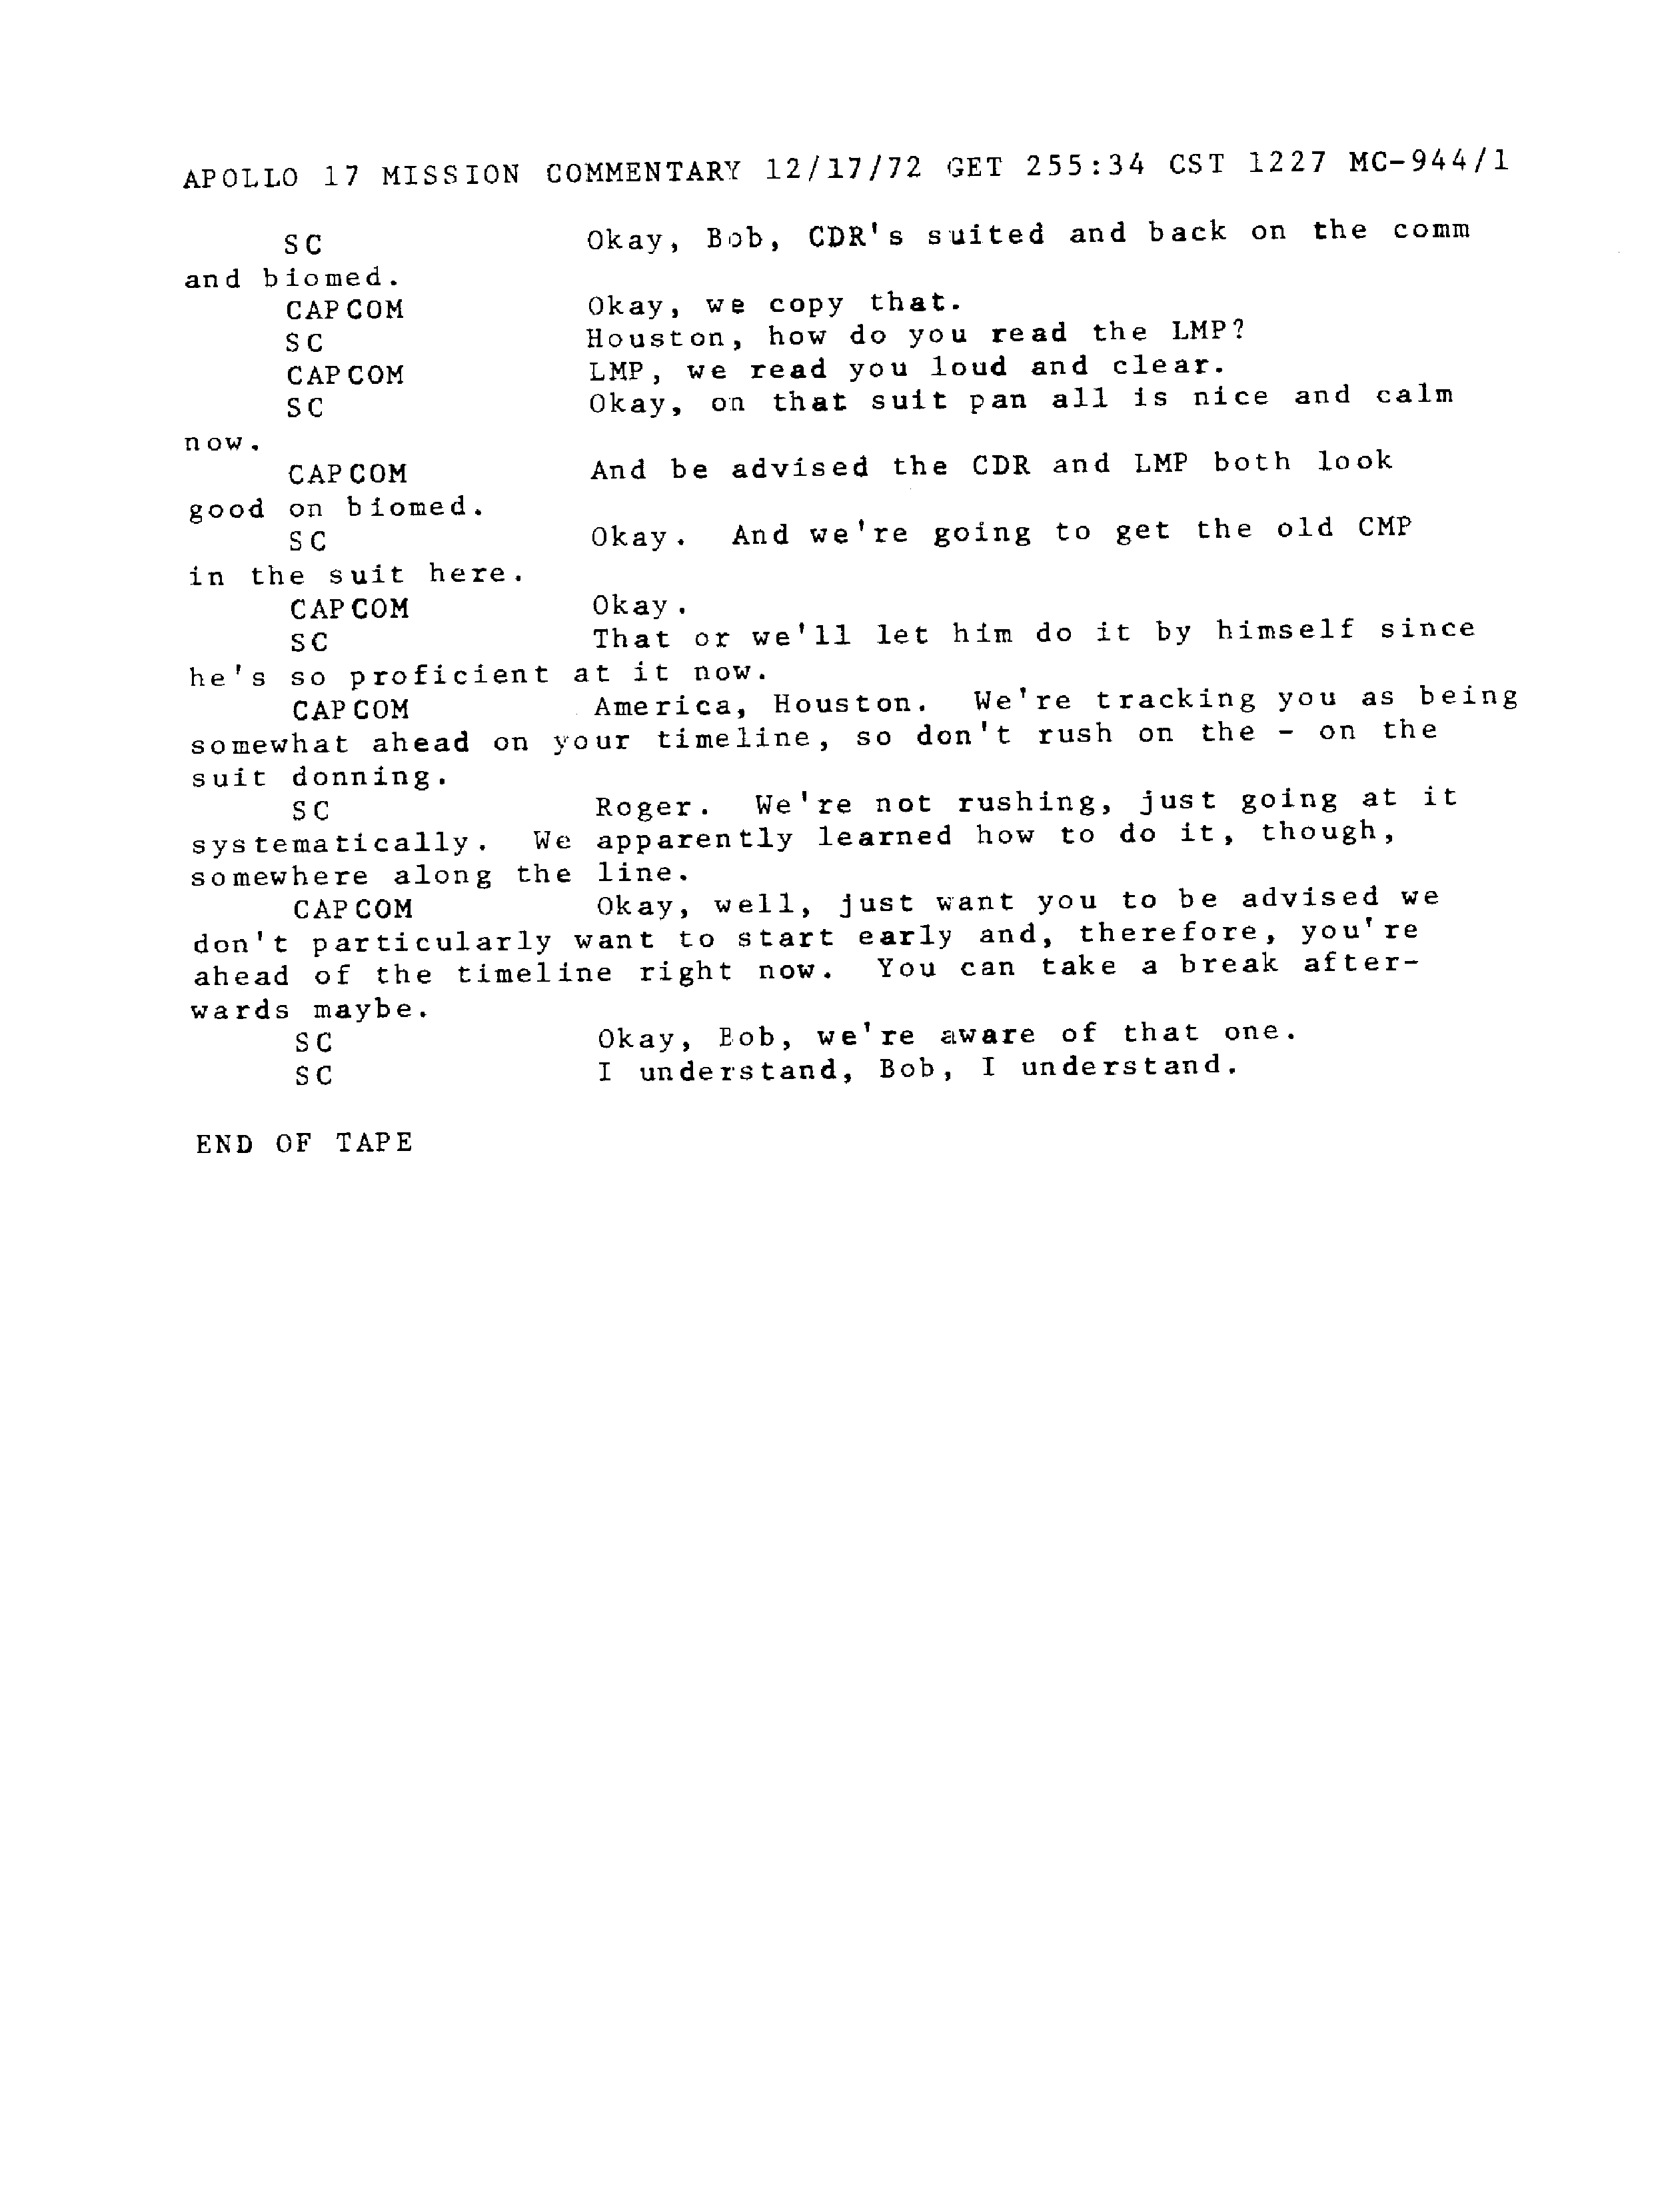 APOLLO 17 MISSION COMMENTARY 12/17/72 GET 255:34 CST 1227 MC-944/1
SC Okay, Bob, CDR's suited and back on the comm
and biomed.
CAPCOM Okay, we copy that.
SC Houston, how do you read the LMP?
CAPCOM LMP, we read you loud and clear.
SC Okay, on that suit pan all is nice and calm
now.
CAPCOM And be advised the CDR and LMP both look
good on biomed.
SC Okay. And we're going to get the old CMP
in the suit here.
CAPCOM Okay.
SC That or we'll let him do it by himself since
he's so proficient at it now.
CAPCOM America, Houston. We're tracking you as being
somewhat ahead on your timeline, so don't rush on the - on the
suit donning.
SC Roger. We're not rushing, just going at it
systematically. We apparently learned how to do it, though,
somewhere along the line.
CAPCOM Okay, well, just want you to be advised we
don't particularly want to start early and, therefore, you're
ahead of the timeline right now. You can take a break after-
wards maybe.
SC Okay, Bob, we're aware of that one.
SC I understand, Bob, I understand.
END OF TAPE